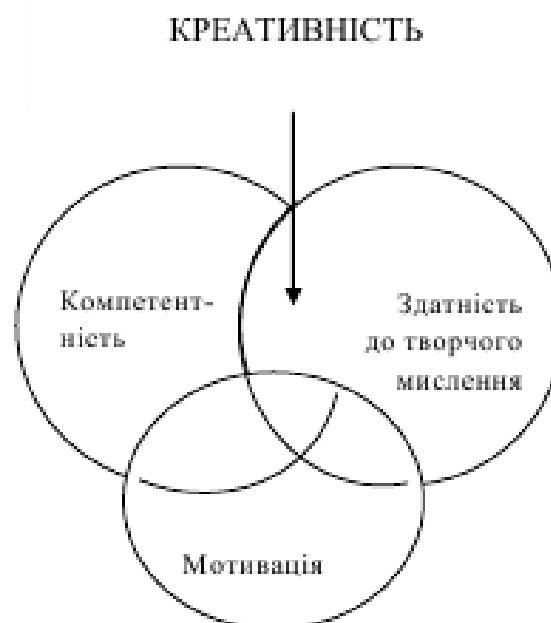 КРЕАТИВНІСТЬ
Компетент-
ність
Здатність
до творчого
мислення
Мотивація